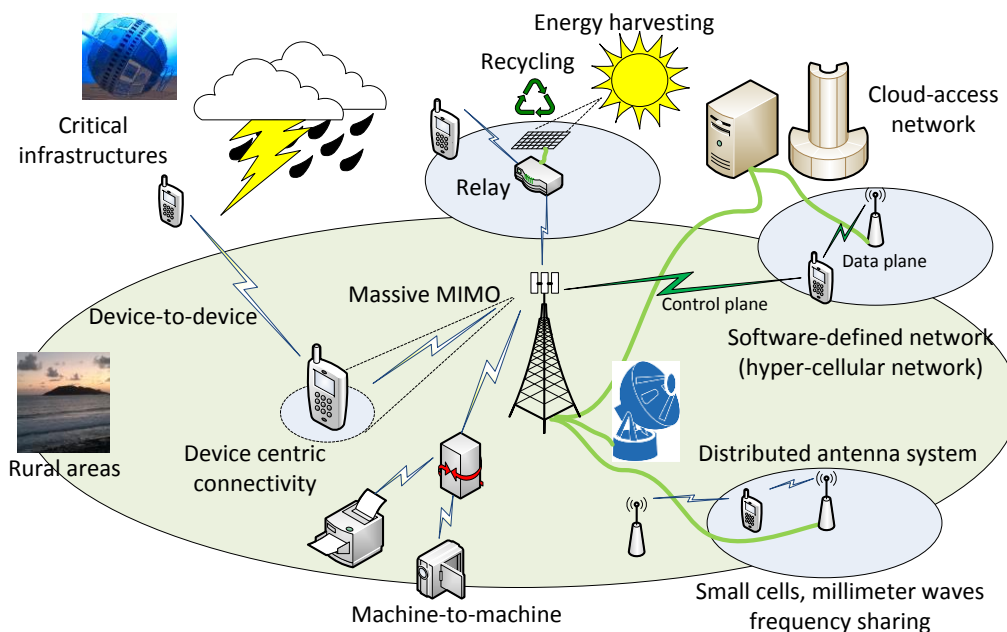 Energy harvesting
Recycling
Cloud-access
network
Critical
infrastructures
Relay
Data plane
Massive MIMO
Control plane
Device-to-device
Software-defined network
(hyper-cellular network)
Rural areas
Device centric
connectivity
Distributed antenna system
Machine-to-machine
Small cells, millimeter waves
frequency sharing